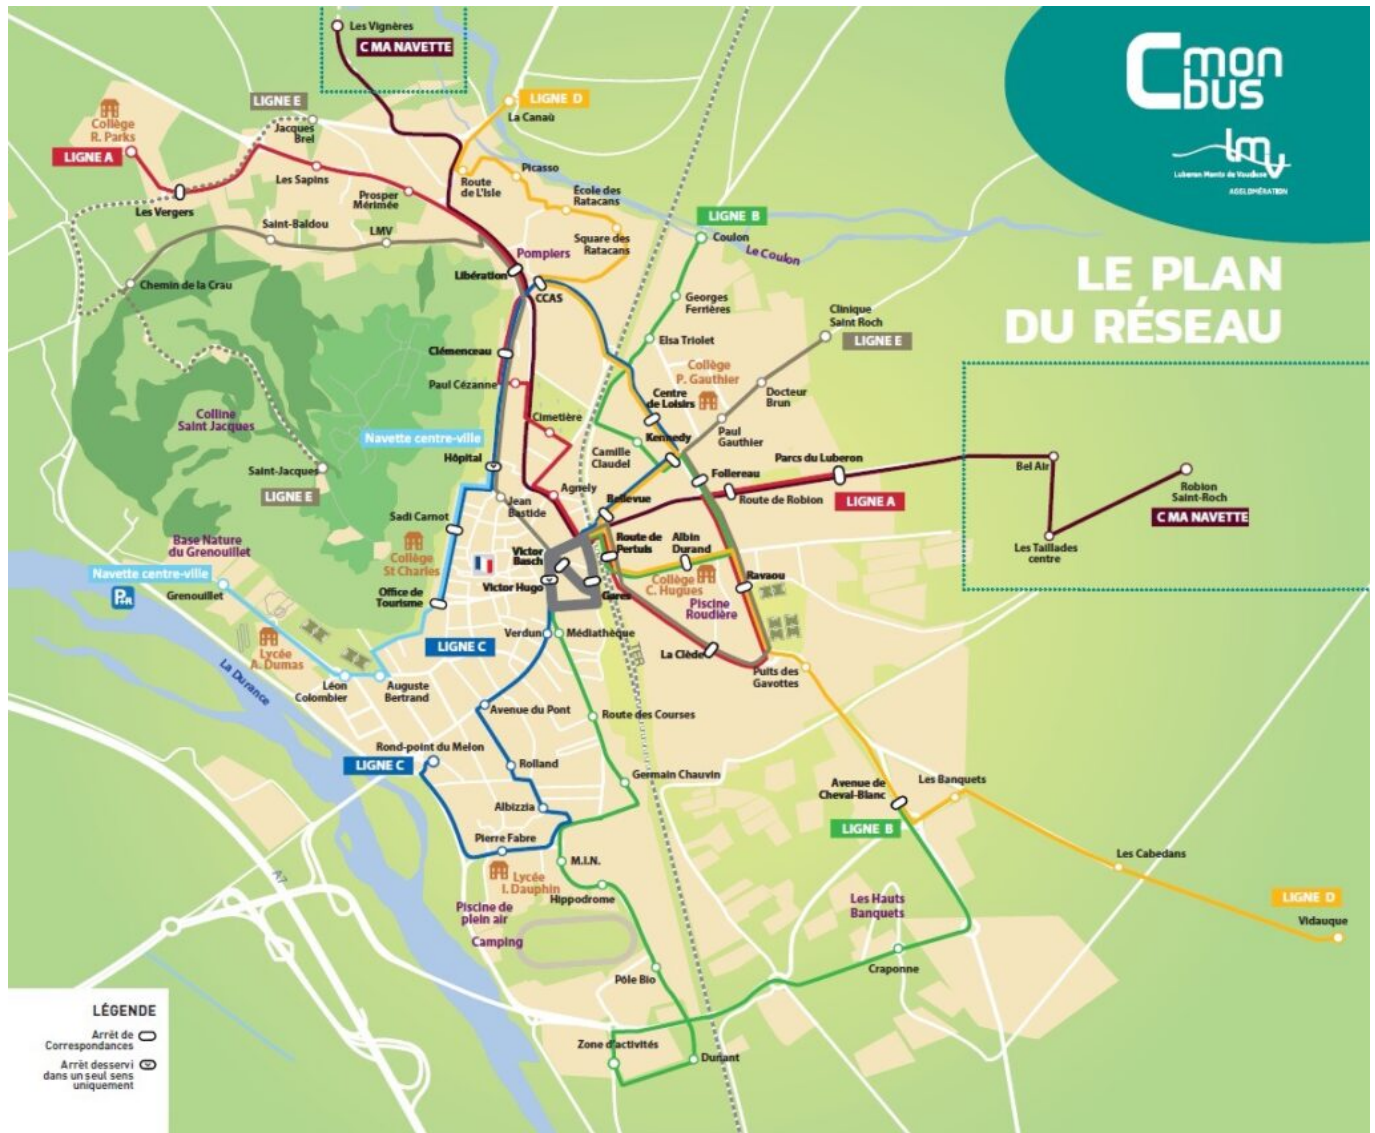 Les Vignères
C MA NAVETTE
C mon
bus
LIGNE D
La Canaù
LIGNE E
Collège
R. Parks
Jacques
Brel
LIGNE A
Luberon Monts de Vaucluse
AGGLOMÉRATION
Les Sapins
Route
de L'Isle
Picasso
Prosper
Mérimée
École des
Ratacans
Les Vergers
Saint-Baldou
LMV
LIGNE B
Coulon
Square des
Ratacans
Le Coulon
Pompiers
LE PLAN
DU RÉSEAU
Libération
Chemin de la Crau
CCAS
Georges
Ferrières
Clinique
Saint Roch
LIGNE E
Elsa Triolet
Clémenceau
Collège
P. Gauthier
Paul Cézanne
Centre
de Loisirs
Docteur
Brun
Colline
Saint Jacques
Cimetière
Paul
Gauthier
Navette centre-ville
Kennedy
Camille
Claudel
Hôpital
Follereau
Parcs du Luberon
Saint-Jacques
LIGNE E
Jean
Bastide
Agnely
Bellevue
Route de Robion
LIGNE A
Bel Air
Robion
Saint-Roch
C MA NAVETTE
Les Taillades
centre
Sadi Carnot
Base Nature
du Grenouillet
Collège
St Charles
Victor
Basch
Route de
Pertuis
Albin
Durand
Navette centre-ville
Grenouillet
P+R
Office de
Tourisme
Victor Hugo
Gares
Collège
C. Hugues
Ravaou
Piscine
Roudière
Verdun
Médiathèque
LIGNE C
Lycée
A. Dumas
TER
La Clède
Puits des
Gavottes
La Durance
Léon
Colombier
Auguste
Bertrand
Avenue du Pont
Route des Courses
Rond-point du Melon
LIGNE C
Rolland
Germain Chauvin
Avenue de
Cheval-Blanc
Les Banquets
Albizzia
LIGNE B
Pierre Fabre
M.I.N.
Les Cabedans
A7
Lycée
I. Dauphin
Hippodrome
Les Hauts
Banquets
LIGNE D
Vidauque
Piscine de
plein air
Camping
Craponne
Pôle Bio
LÉGENDE
Arrêt de
Correspondances
Arrêt desservi
dans un seul sens
uniquement
Zone d'activités
Dunant